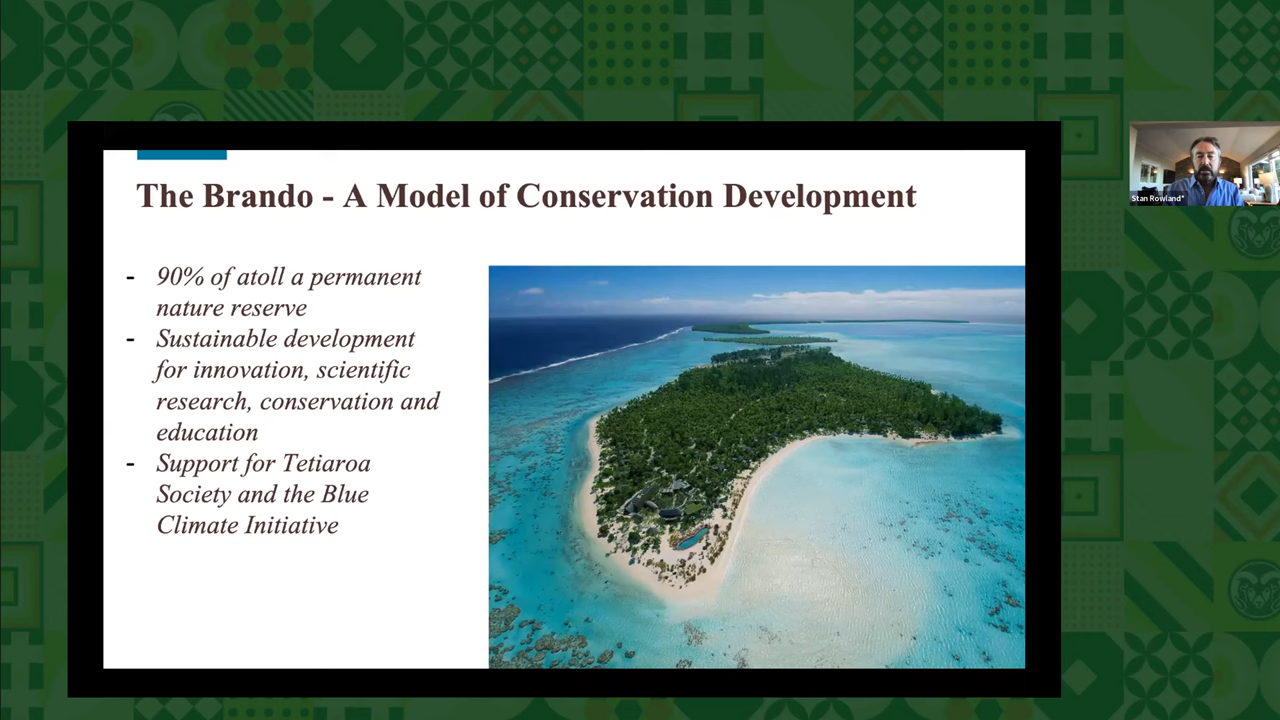 The Brando - A Model of Conservation Development
- 90% of atoll a permanent
nature reserve
- Sustainable development
for innovation, scientific
research, conservation and
education
- Support for Tetiaroa
Society and the Blue
Climate Initiative
Stan Rowland*